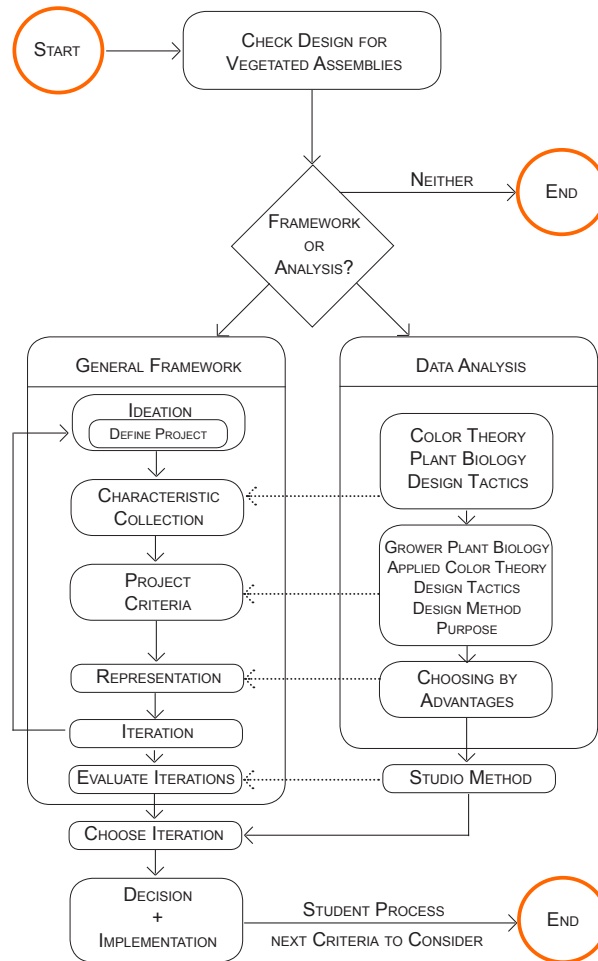 Start
Check Design for
Vegetated Assemblies
Neither
End
Framework
or
Analysis?
General Framework
Ideation
Define Project
Characteristic
Collection
Project
Criteria
Representation
Iteration
Evaluate Iterations
Data Analysis
Color Theory
Plant Biology
Design Tactics
Grower Plant Biology
Applied Color Theory
Design Tactics
Design Method
Purpose
Choosing by
Advantages
Studio Method
Choose Iteration
Decision
+
Implementation
Student Process
next Criteria to Consider
End